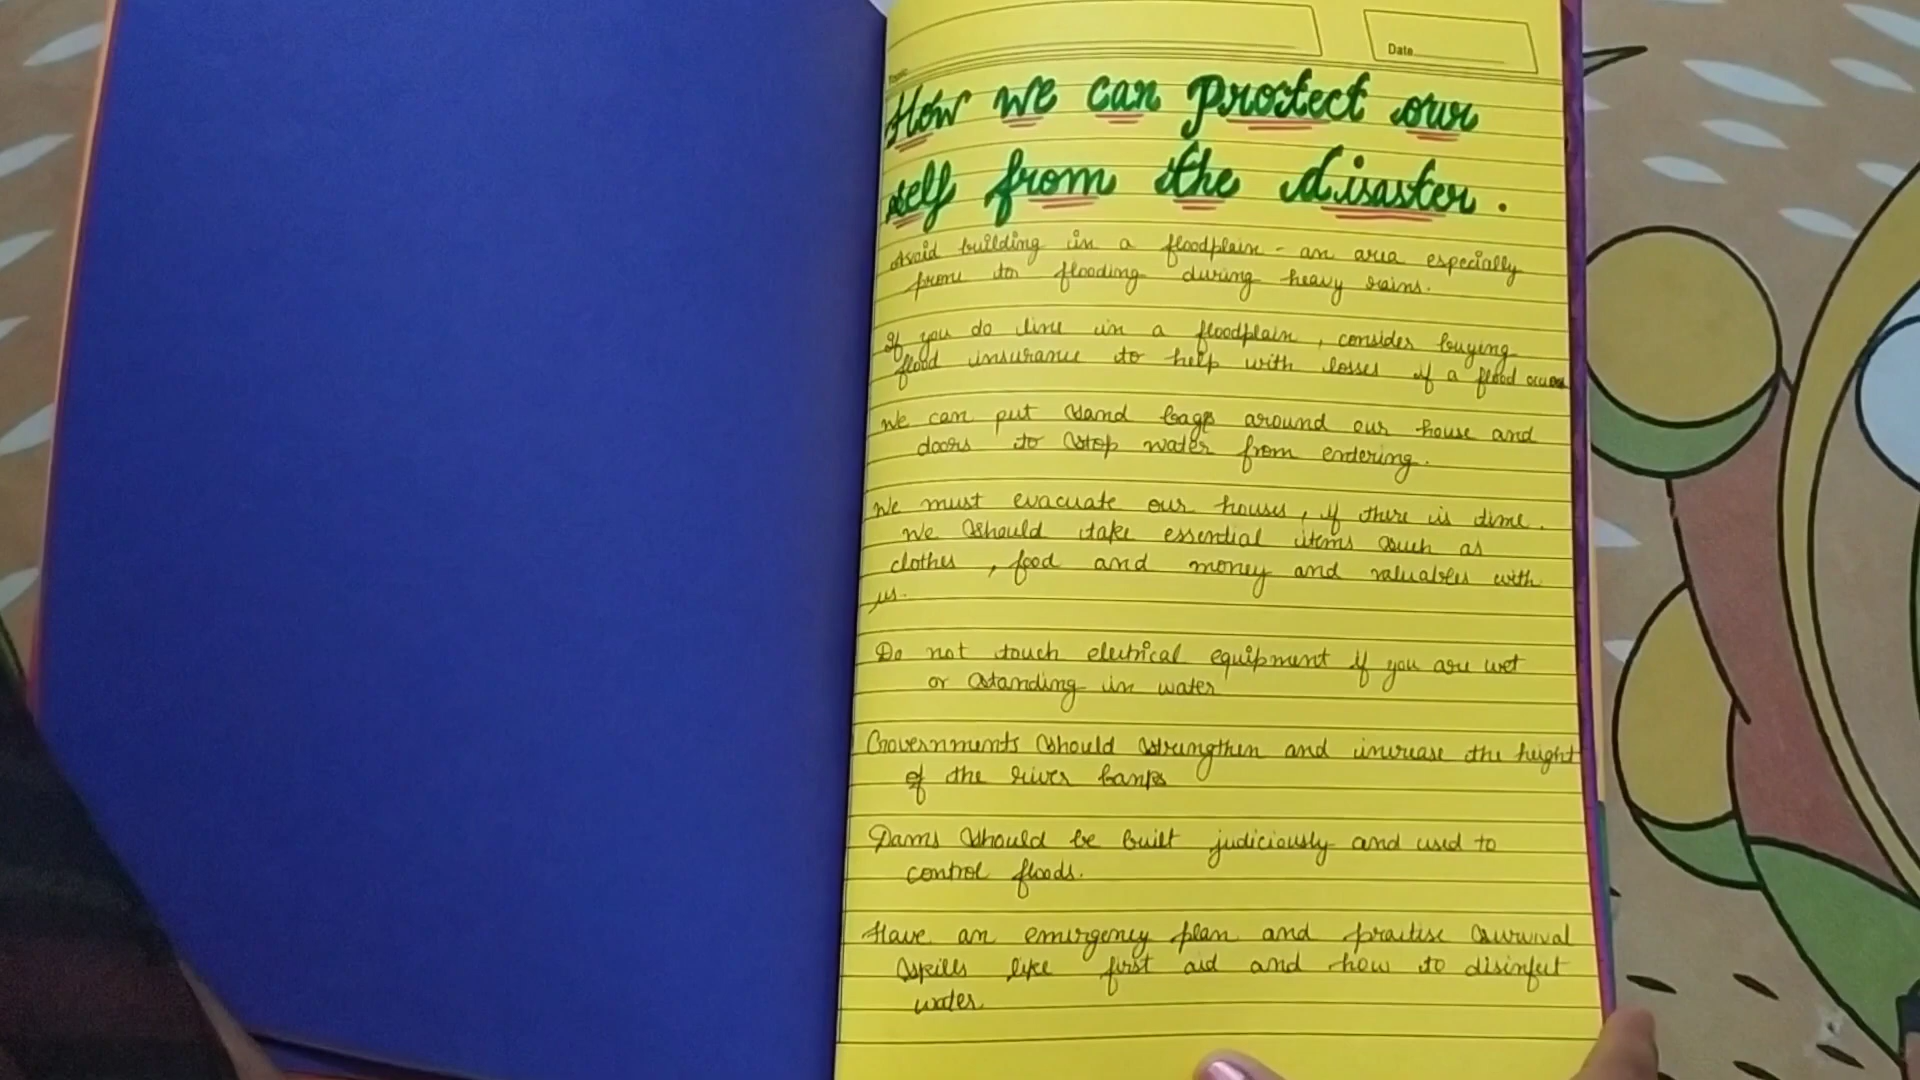 Date
How we can protect our
self from the disaster.
Avoid building in a floodplain - an area especially
prone to flooding during heavy rains.
If you do live in a floodplain, consider buying
flood insurance to help with losses if a flood occurs
We can put sand bags around our house and
doors to stop water from entering.
We must evacuate our houses, if there is time.
We should take essential items such as
clothes, food and money and valuables with
us.
Do not touch electrical equipment if you are wet
or standing in water
Governments should strengthen and increase the height
of the river banks
Dams should be built judiciously and used to
control floods.
Have an emergency plan and practise survival
skills like first aid and how to disinfect
water.